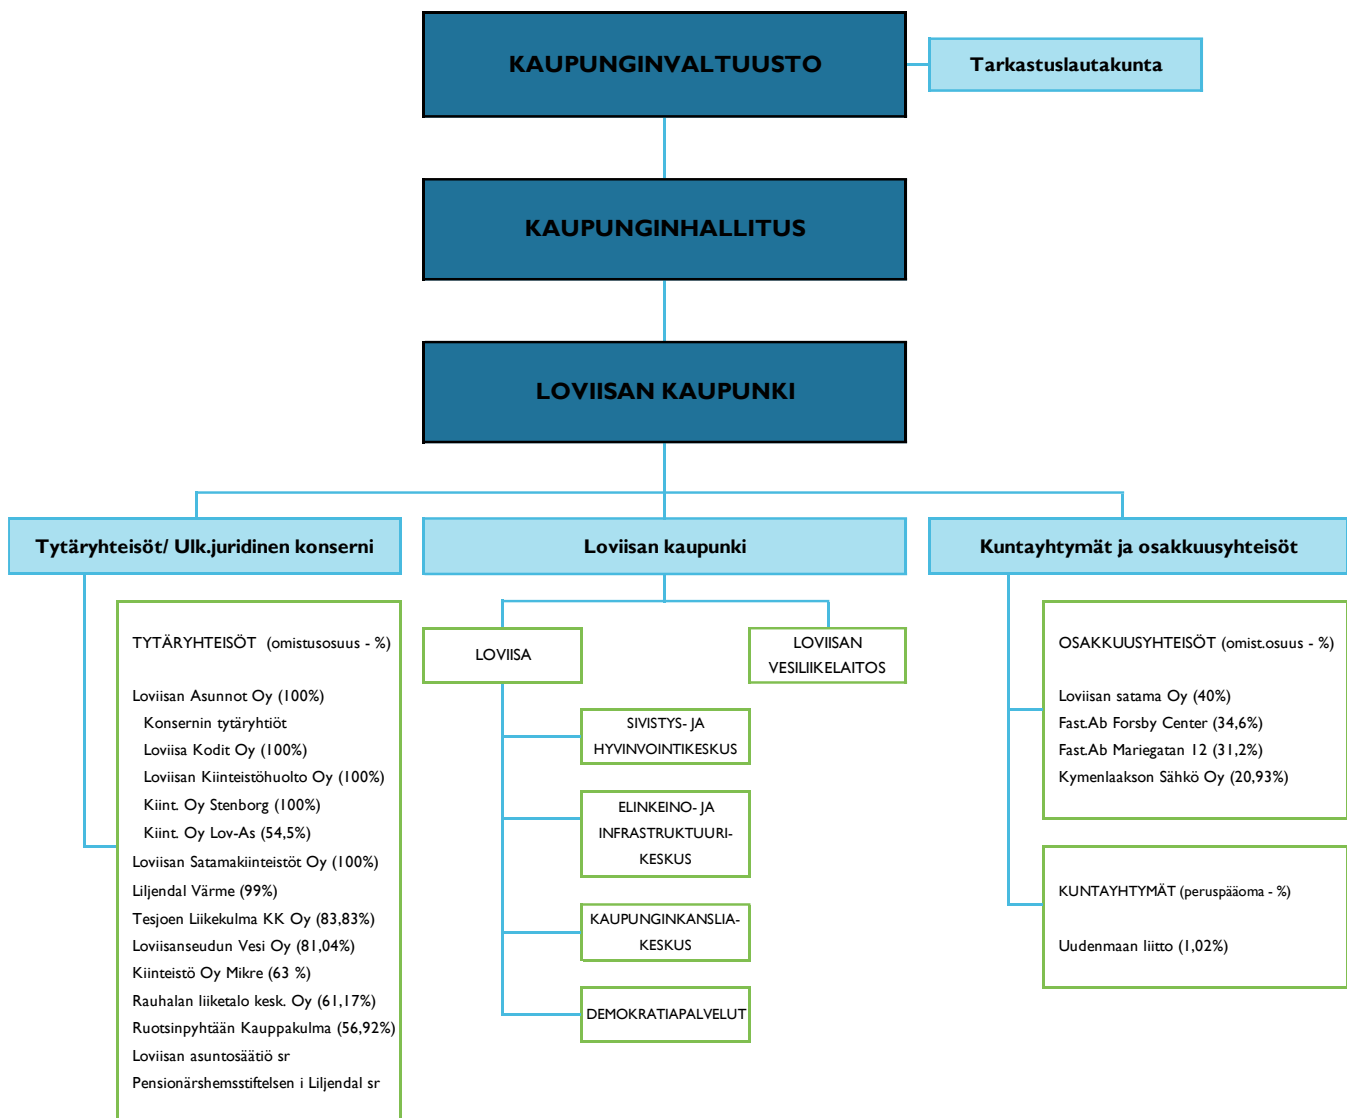 KAUPUNGINVALTUUSTO
Tarkastuslautakunta
KAUPUNGINHALLITUS
LOVIISAN KAUPUNKI
Tytäryhteisöt/ Ulk.juridinen konserni
Loviisan kaupunki
Kuntayhtymät ja osakkuusyhteisöt
TYTÄRYHTEISÖT (omistusosuus - %)
Loviisan Asunnot Oy (100%)
Konsernin tytäryhtiöt
Loviisa Kodit Oy (100%)
Loviisan Kiinteistöhuolto Oy (100%)
Kiint. Oy Stenborg (100%)
Kiint. Oy Lov-As (54,5%)
Loviisan Satamakiinteistöt Oy (100%)
Liljendal Värme (99%)
Tesjoen Liikekulma KK Oy (83,83%)
Loviisanseudun Vesi Oy (81,04%)
Kiinteistö Oy Mikre (63 %)
Rauhalan liiketalo kesk. Oy (61,17%)
Ruotsinpyhtään Kauppakulma (56,92%)
Loviisan asuntosäätiö sr
Pensionärshemsstiftelsen i Liljendal sr
LOVIISA
LOVIISAN
VESILIIKELAITOS
SIVISTYS- JA
HYVINVOINTIKESKUS
ELINKEINO- JA
INFRASTRUKTUURI-
KESKUS
KAUPUNGINKANSLIA-
KESKUS
DEMOKRATIAPALVELUT
OSAKKUUSYHTEISÖT (omist.osuus - %)
Loviisan satama Oy (40%)
Fast.Ab Forsby Center (34,6%)
Fast.Ab Mariegatan 12 (31,2%)
Kymenlaakson Sähkö Oy (20,93%)
KUNTAYHTYMÄT (peruspääoma - %)
Uudenmaan liitto (1,02%)